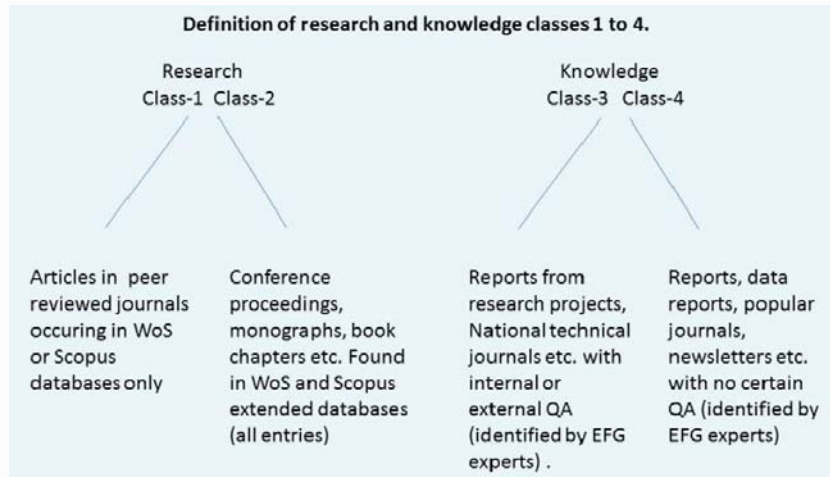 Definition of research and knowledge classes 1 to 4.
Research
Class-1 Class-2
Knowledge
Class-3 Class-4
Articles in peer
reviewed journals
occuring in WoS
or Scopus
databases only
Conference
proceedings,
monographs, book
chapters etc. Found
in WoS and Scopus
extended databases
(all entries)
Reports from
research projects,
National technical
journals etc. with
internal or
external QA
(identified by EFG
experts) .
Reports, data
reports, popular
journals,
newsletters etc.
with no certain
QA (identified by
EFG experts)